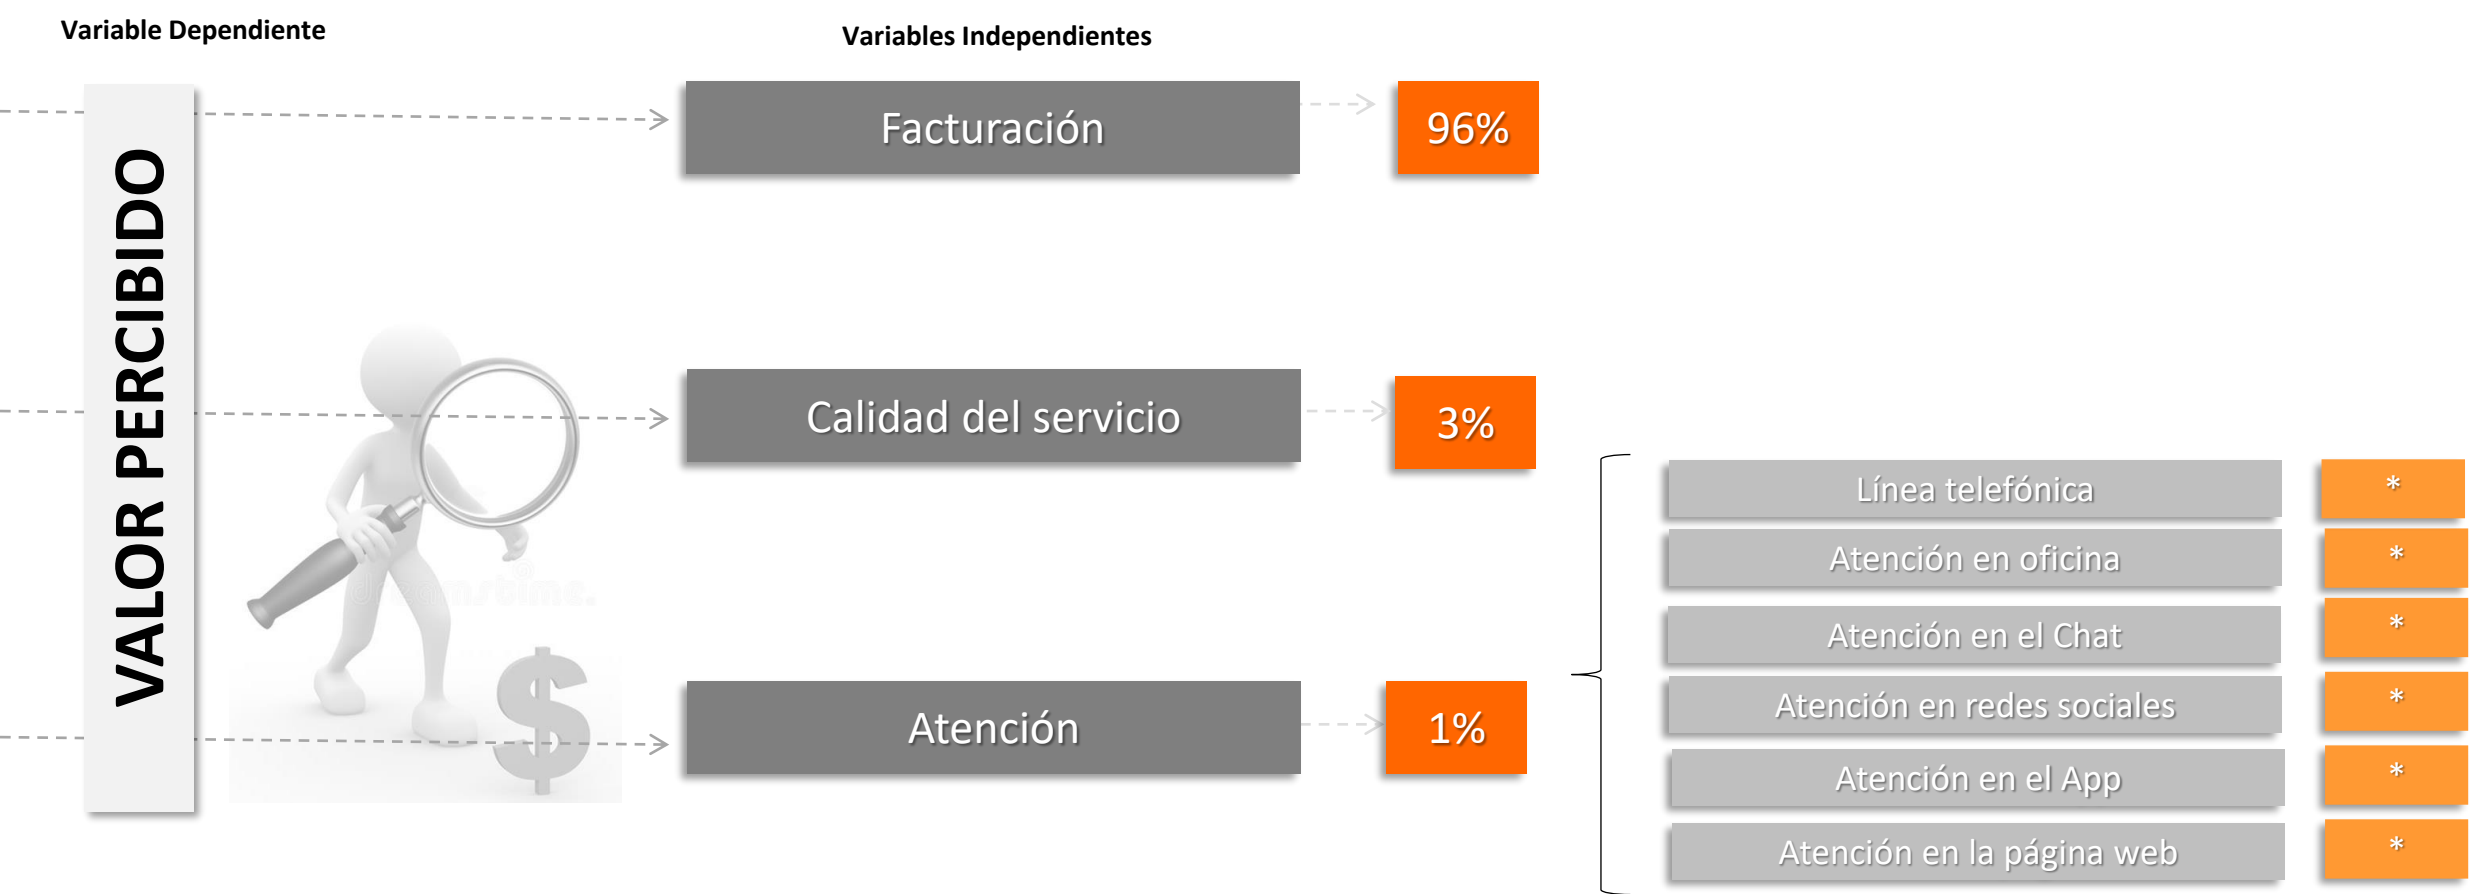 Variable Dependiente
Variables Independientes
VALOR PERCIBIDO
Facturación
96%
Calidad del servicio
3%
Atención
1%
Línea telefónica
*
Atención en oficina
*
Atención en el Chat
*
Atención en redes sociales
*
Atención en el App
*
Atención en la página web
*
dreamstime.
$